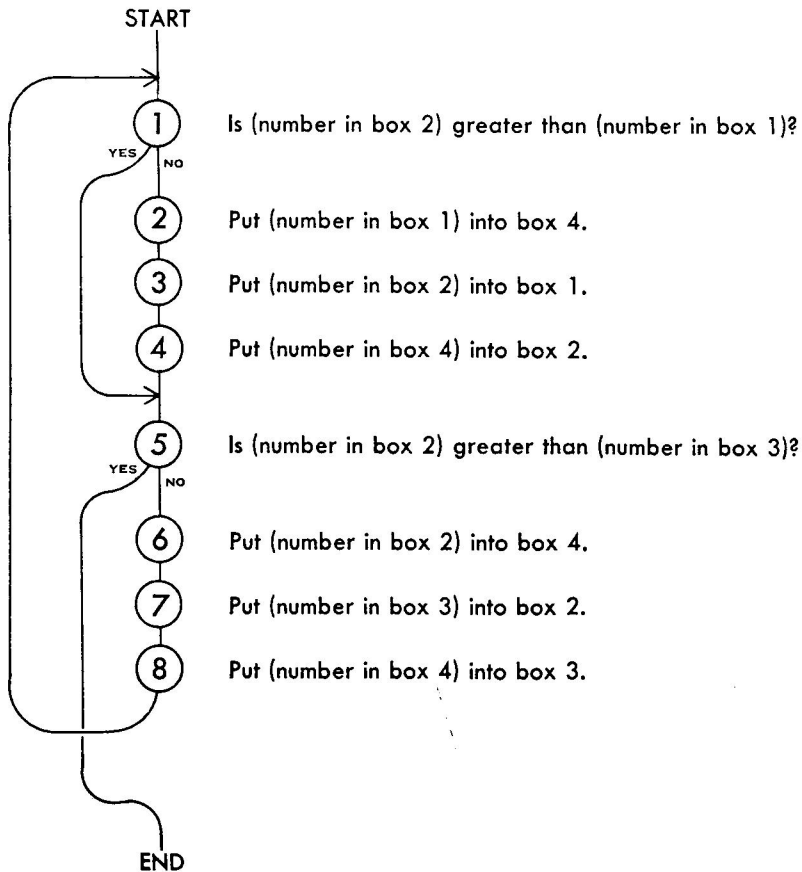 START
1 Is (number in box 2) greater than (number in box 1)?
YES NO
2 Put (number in box 1) into box 4.
3 Put (number in box 2) into box 1.
4 Put (number in box 4) into box 2.
5 Is (number in box 2) greater than (number in box 3)?
YES NO
6 Put (number in box 2) into box 4.
7 Put (number in box 3) into box 2.
8 Put (number in box 4) into box 3.
END